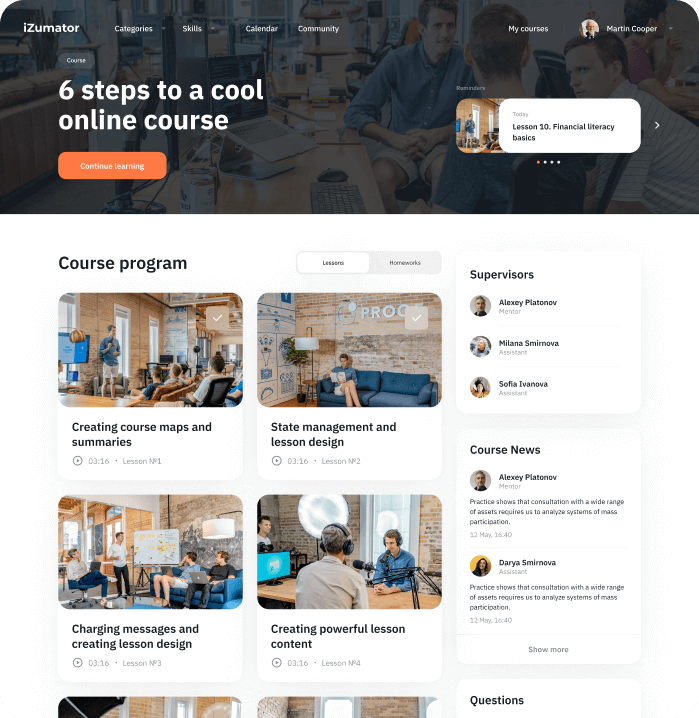 iZumator
Categories
Skills
Calendar
Community
My courses
Martin Cooper
Course
6 steps to a cool
online course
Continue learning
Reminders
Today
Lesson 10. Financial literacy
basics
Course program
Lessons
Homeworks
Creating course maps and
summaries
03:16 • Lesson №1
PROC
State management and
lesson design
03:16 • Lesson №2
Charging messages and
creating lesson design
03:16 • Lesson №3
Creating powerful lesson
content
03:16 • Lesson №4
Supervisors
Alexey Platonov
Mentor
Milana Smirnova
Assistant
Sofia Ivanova
Assistant
Course News
Alexey Platonov
Mentor
Practice shows that consultation with a wide range
of assets requires us to analyze systems of mass
participation.
12 May, 16:40
Darya Smirnova
Assistant
Practice shows that consultation with a wide range
of assets requires us to analyze systems of mass
participation.
12 May, 16:40
Show more
Questions